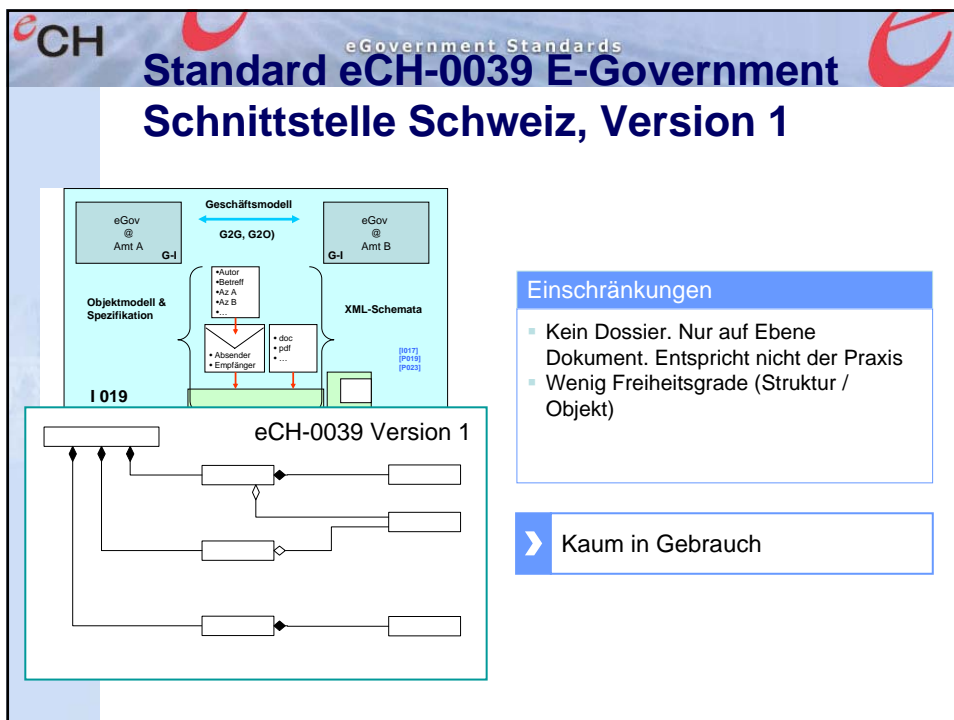 eCH
eGovernment Standards
Standard eCH-0039 E-Government
Schnittstelle Schweiz, Version 1
Geschäftsmodell
G2G, G2O)
eGov
@
Amt A
G-I
eGov
@
Amt B
G-I
Objektmodell &
Spezifikation
•Autor
•Betreff
•Az A
•Az B
•…
XML-Schemata
• Absender
• Empfänger
• doc
• pdf
• …
[I017]
[P019]
[P023]
I 019
eCH-0039 Version 1
Einschränkungen
Kein Dossier. Nur auf Ebene
Dokument. Entspricht nicht der Praxis
Wenig Freiheitsgrade (Struktur /
Objekt)
Kaum in Gebrauch